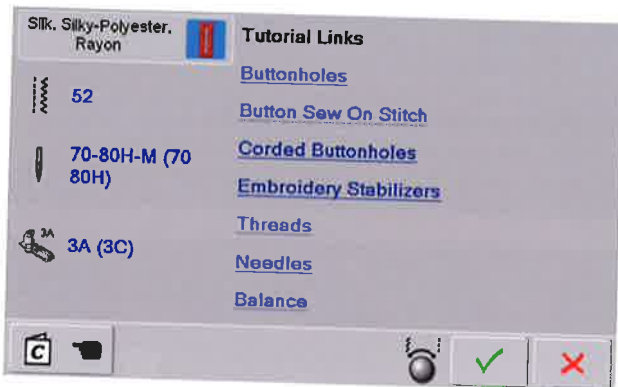 Silk, Silky-Polyester,
Rayon
52
70-80H-M (70
80H)
3A
3A (3C)
Tutorial Links
Buttonholes
Button Sew On Stitch
Corded Buttonholes
Embroidery Stabilizers
Threads
Needles
Balance
C